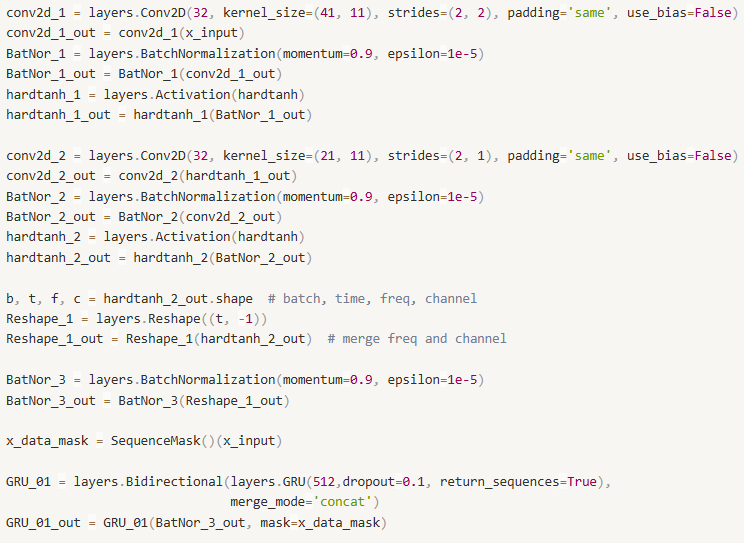 conv2d_1 = layers.Conv2D(32, kernel_size=(41, 11), strides=(2, 2), padding='same', use_bias=False)
conv2d_1_out = conv2d_1(x_input)
BatNor_1 = layers.BatchNormalization(momentum=0.9, epsilon=1e-5)
BatNor_1_out = BatNor_1(conv2d_1_out)
hardtanh_1 = layers.Activation(hardtanh)
hardtanh_1_out = hardtanh_1(BatNor_1_out)

conv2d_2 = layers.Conv2D(32, kernel_size=(21, 11), strides=(2, 1), padding='same', use_bias=False)
conv2d_2_out = conv2d_2(hardtanh_1_out)
BatNor_2 = layers.BatchNormalization(momentum=0.9, epsilon=1e-5)
BatNor_2_out = BatNor_2(conv2d_2_out)
hardtanh_2 = layers.Activation(hardtanh)
hardtanh_2_out = hardtanh_2(BatNor_2_out)

b, t, f, c = hardtanh_2_out.shape  # batch, time, freq, channel
Reshape_1 = layers.Reshape((t, -1))
Reshape_1_out = Reshape_1(hardtanh_2_out)  # merge freq and channel

BatNor_3 = layers.BatchNormalization(momentum=0.9, epsilon=1e-5)
BatNor_3_out = BatNor_3(Reshape_1_out)

x_data_mask = SequenceMask()(x_input)

GRU_01 = layers.Bidirectional(layers.GRU(512,dropout=0.1, return_sequences=True),
                              merge_mode='concat')
GRU_01_out = GRU_01(BatNor_3_out, mask=x_data_mask)